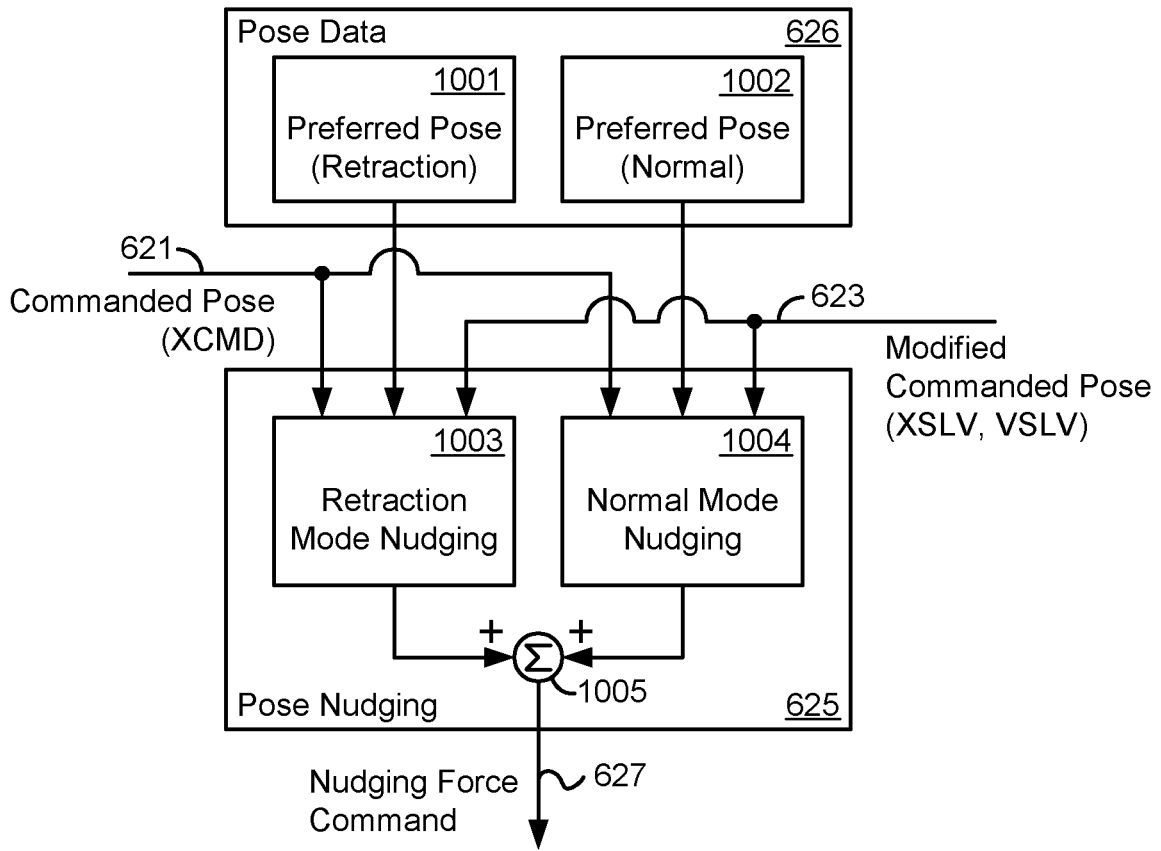 Pose Data
626
1001
Preferred Pose
(Retraction)
1002
Preferred Pose
(Normal)
621
Commanded Pose
(XCMD)
623
Modified
Commanded Pose
(XSLV, VSLV)
1003
Retraction
Mode Nudging
1004
Normal Mode
Nudging
+
+
Σ
1005
Pose Nudging
625
Nudging Force
Command
627